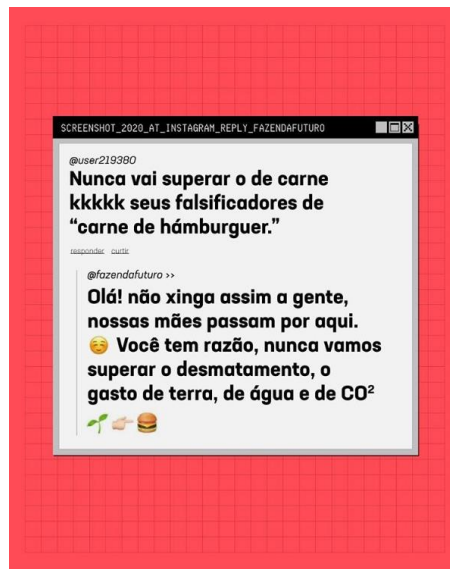 SCREENSHOT_2020_AT_INSTAGRAM_REPLY_FAZENDAFUTURO
@user219380
Nunca vai superar o de carne
kkkkk seus falsificadores de
“carne de hámburguer.”
responder curtir
@fazendafuturo >>
Olá! não xinga assim a gente,
nossas mães passam por aqui.
☺️ Você tem razão, nunca vamos
superar o desmatamento, o
gasto de terra, de água e de CO²
🌱👉🏻🍔